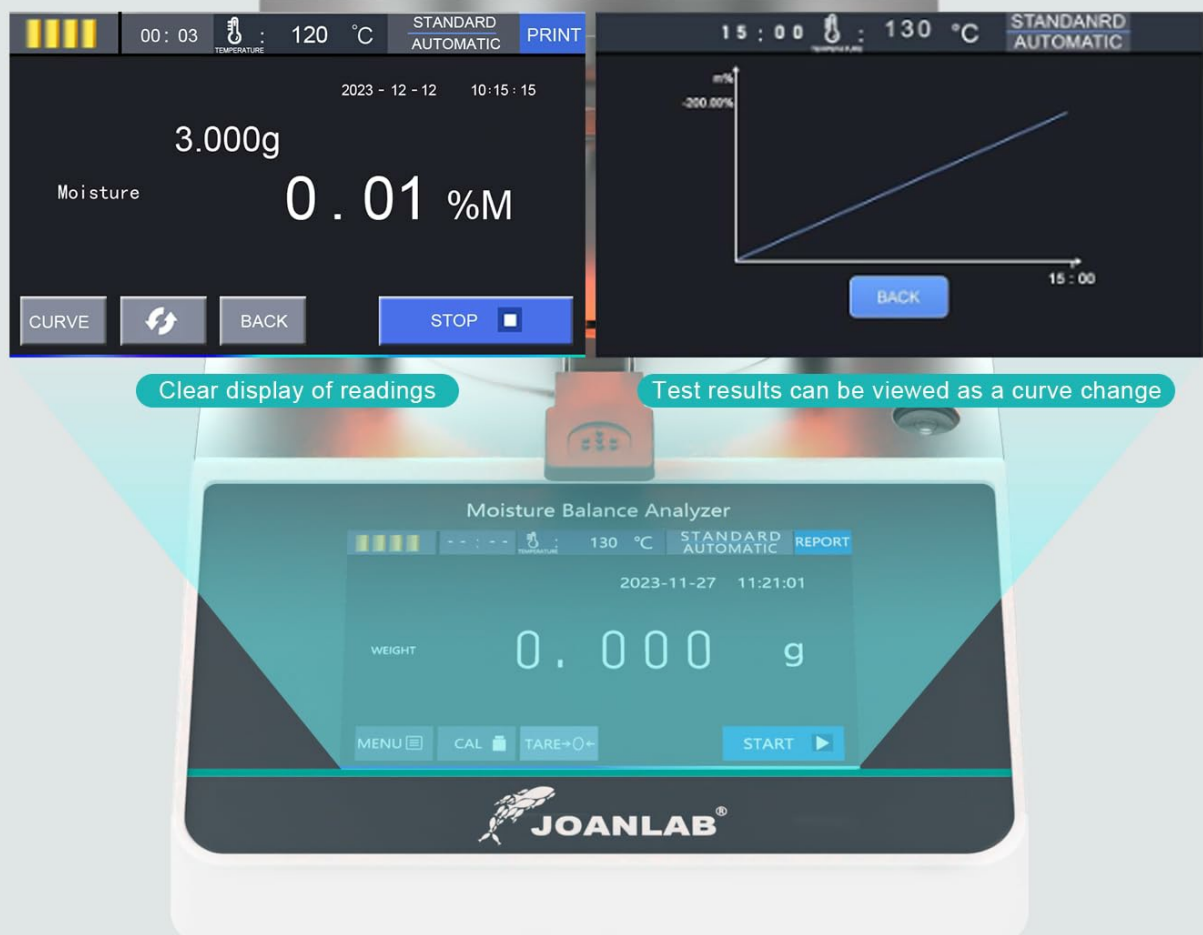 00:03 TEMPERATURE : 120 °C STANDARD AUTOMATIC PRINT
2023-12-12 10:15:15
3.000g
Moisture 0.01 %M
CURVE BACK STOP
15:00 TEMPERATURE : 130 °C STANDANRD AUTOMATIC
m%
-200.00%
15:00
BACK
Clear display of readings
Test results can be viewed as a curve change
Moisture Balance Analyzer
--:-- TEMPERATURE : 130 °C STANDARD AUTOMATIC REPORT
2023-11-27 11:21:01
WEIGHT 0.000 g
MENU CAL TARE→0← START
JOANLAB®